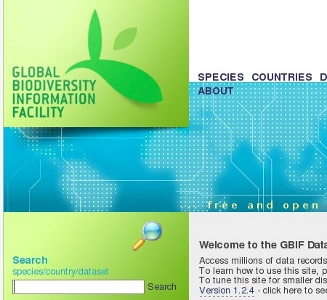 GLOBAL
BIODIVERSITY
INFORMATION
FACILITY
SPECIES COUNTRIES D
ABOUT
free and open
Search
species/country/dataset
Search
Welcome to the GBIF Data
Access millions of data records
To learn how to use this site, p
To tune this site for smaller dis
Version 1.2.4 - click here to se